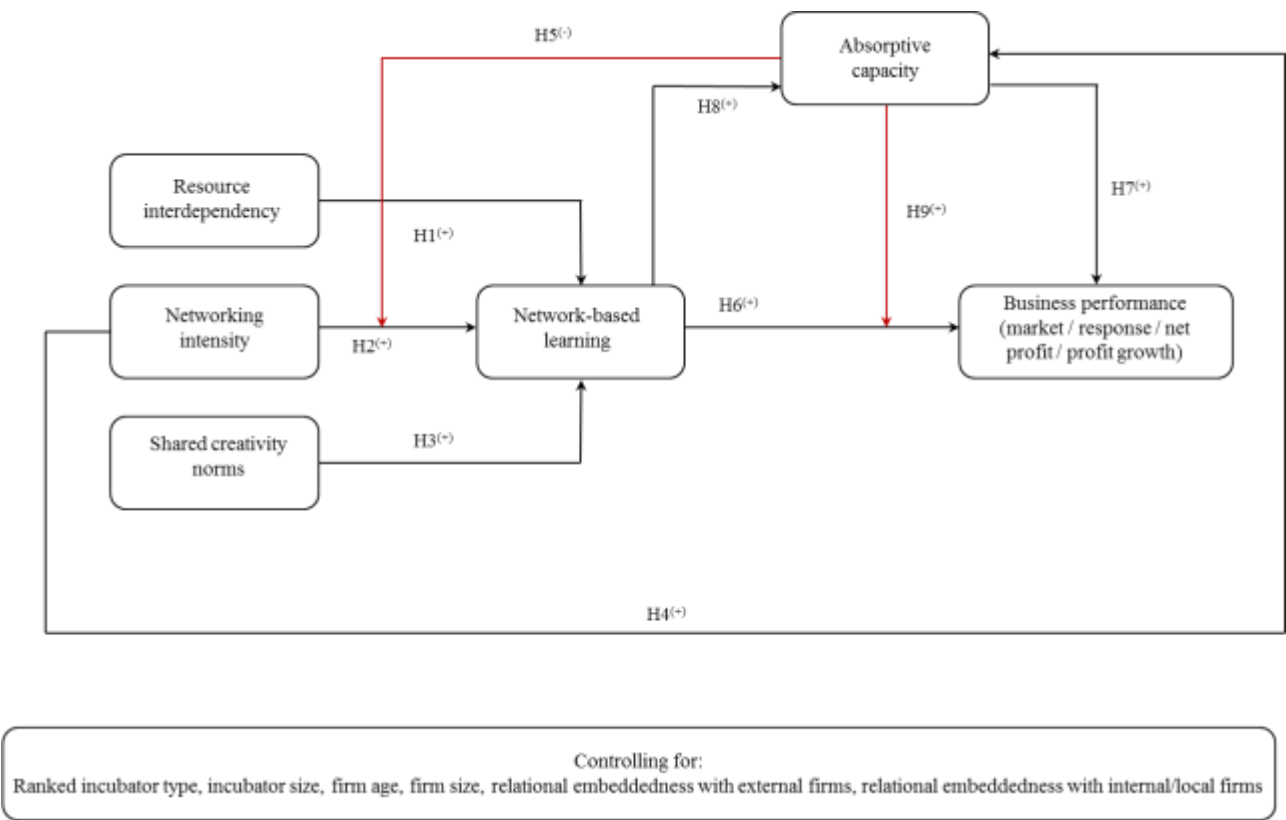 H5(-)
Absorptive
capacity
H8(+)
Resource
interdependency
H7(+)
H9(+)
H1(+)
Networking
intensity
H2(+)
Network-based
learning
H6(+)
Business performance
(market / response / net
profit / profit growth)
Shared creativity
norms
H3(+)
H4(+)
Controlling for:
Ranked incubator type, incubator size, firm age, firm size, relational embeddedness with external firms, relational embeddedness with internal/local firms